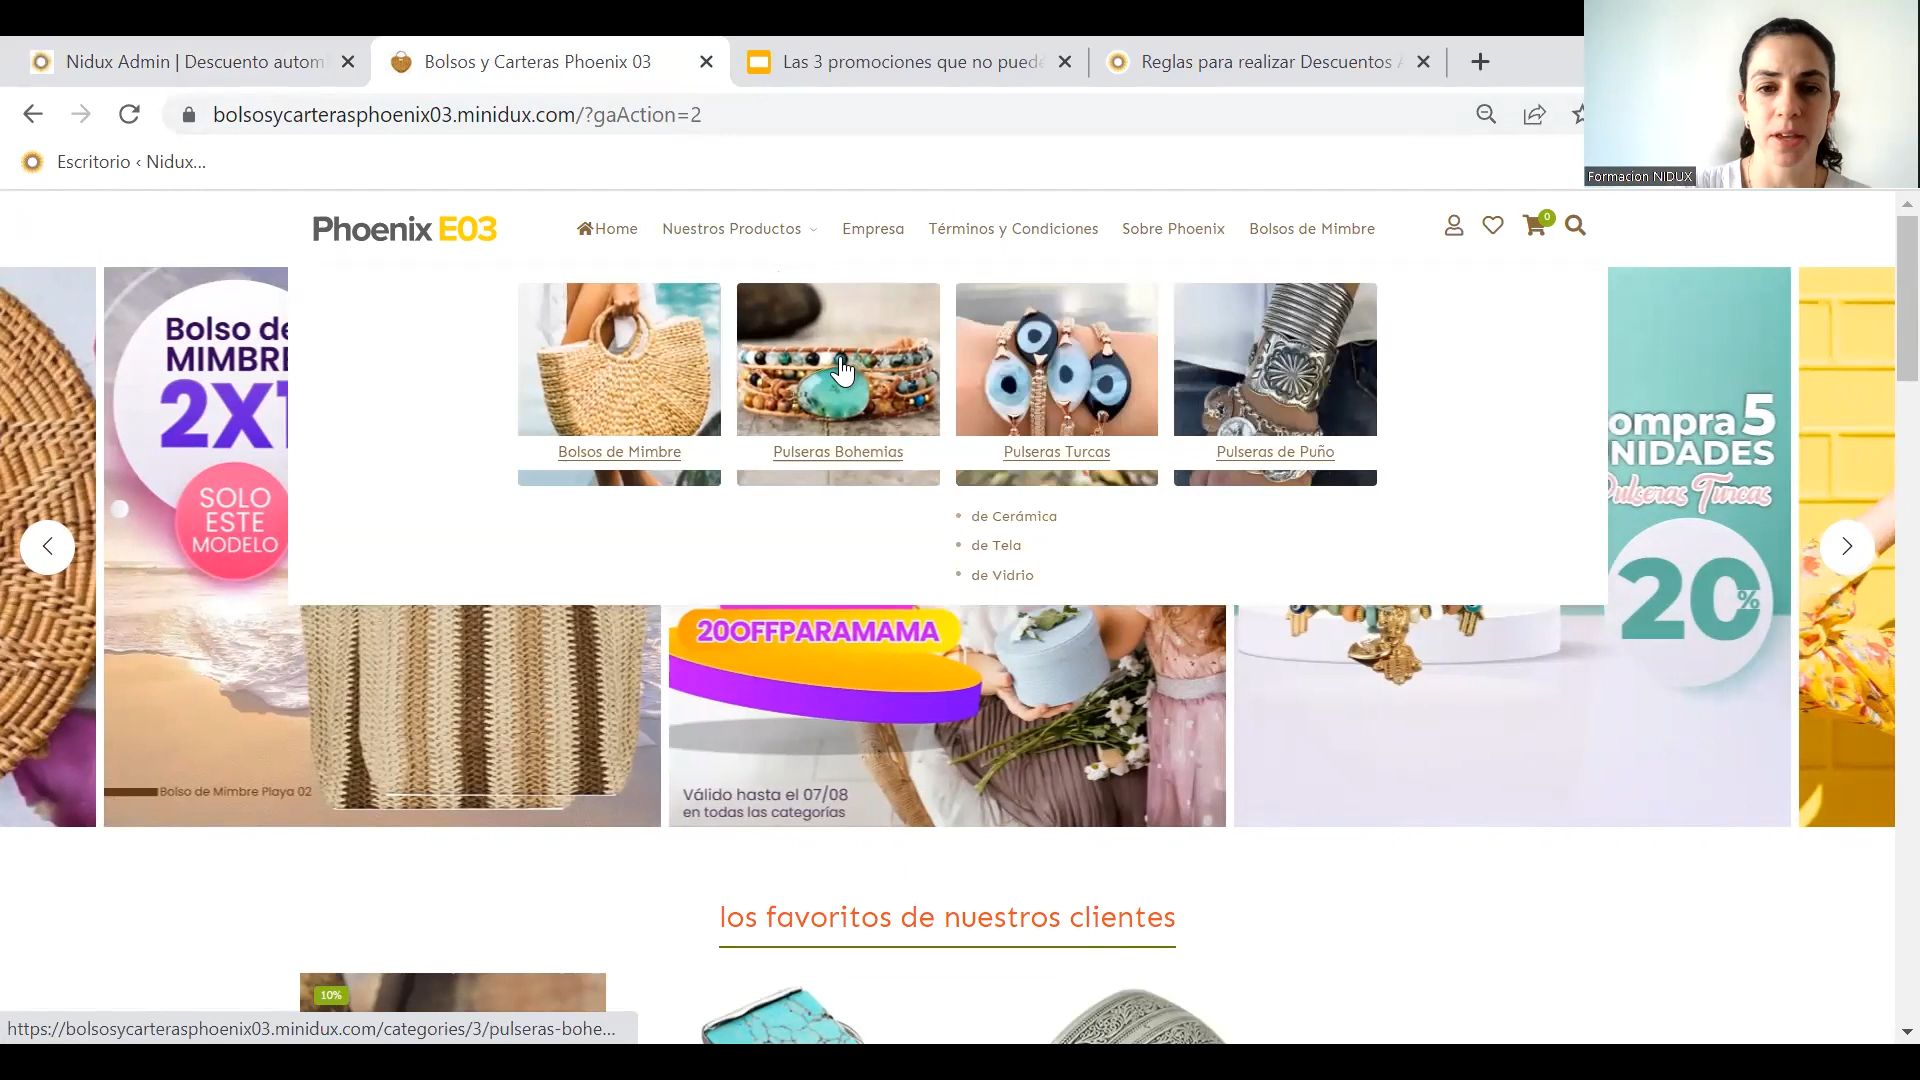 Nidux Admin | Descuento autom
Bolsos y Carteras Phoenix 03
Las 3 promociones que no puede
Reglas para realizar Descuentos A
bolsosycarterasphoenix03.minidux.com/?gaAction=2
Escritorio ‹ Nidux...
Formacion NIDUX
Phoenix E03
Home
Nuestros Productos
Empresa
Términos y Condiciones
Sobre Phoenix
Bolsos de Mimbre
0
Bolso de
MIMBRE
2X1
SOLO
ESTE
MODELO
Bolso de Mimbre Playa 02
Bolsos de Mimbre
Pulseras Bohemias
Pulseras Turcas
Pulseras de Puño
de Cerámica
de Tela
de Vidrio
20OFFPARAMAMA
Válido hasta el 07/08
en todas las categorías
ompra 5
NIDADES
Pulseras Turcas
20%
los favoritos de nuestros clientes
10%
https://bolsosycarterasphoenix03.minidux.com/categories/3/pulseras-bohe...